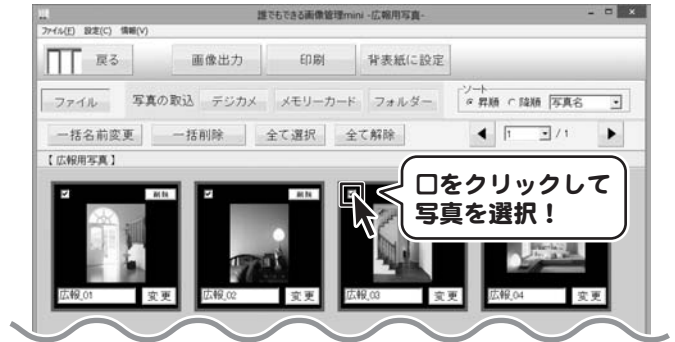 誰でもできる画像管理mini -広報用写真-
ファイル(F) 設定(C) 情報(V)
戻る 画像出力 印刷 背表紙に設定
ファイル 写真の取込 デジカメ メモリーカード フォルダー
ソート
昇順 降順 写真名
一括名前変更 一括削除 全て選択 全て解除 1 / 1
【 広報用写真 】
削除 削除
□をクリックして
写真を選択！
広報_01 変更 広報_02 変更 広報_03 変更 広報_04 変更